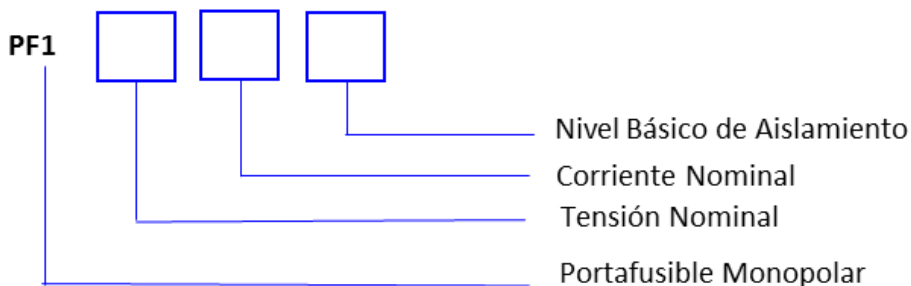 PF1
Nivel Básico de Aislamiento
Corriente Nominal
Tensión Nominal
Portafusible Monopolar